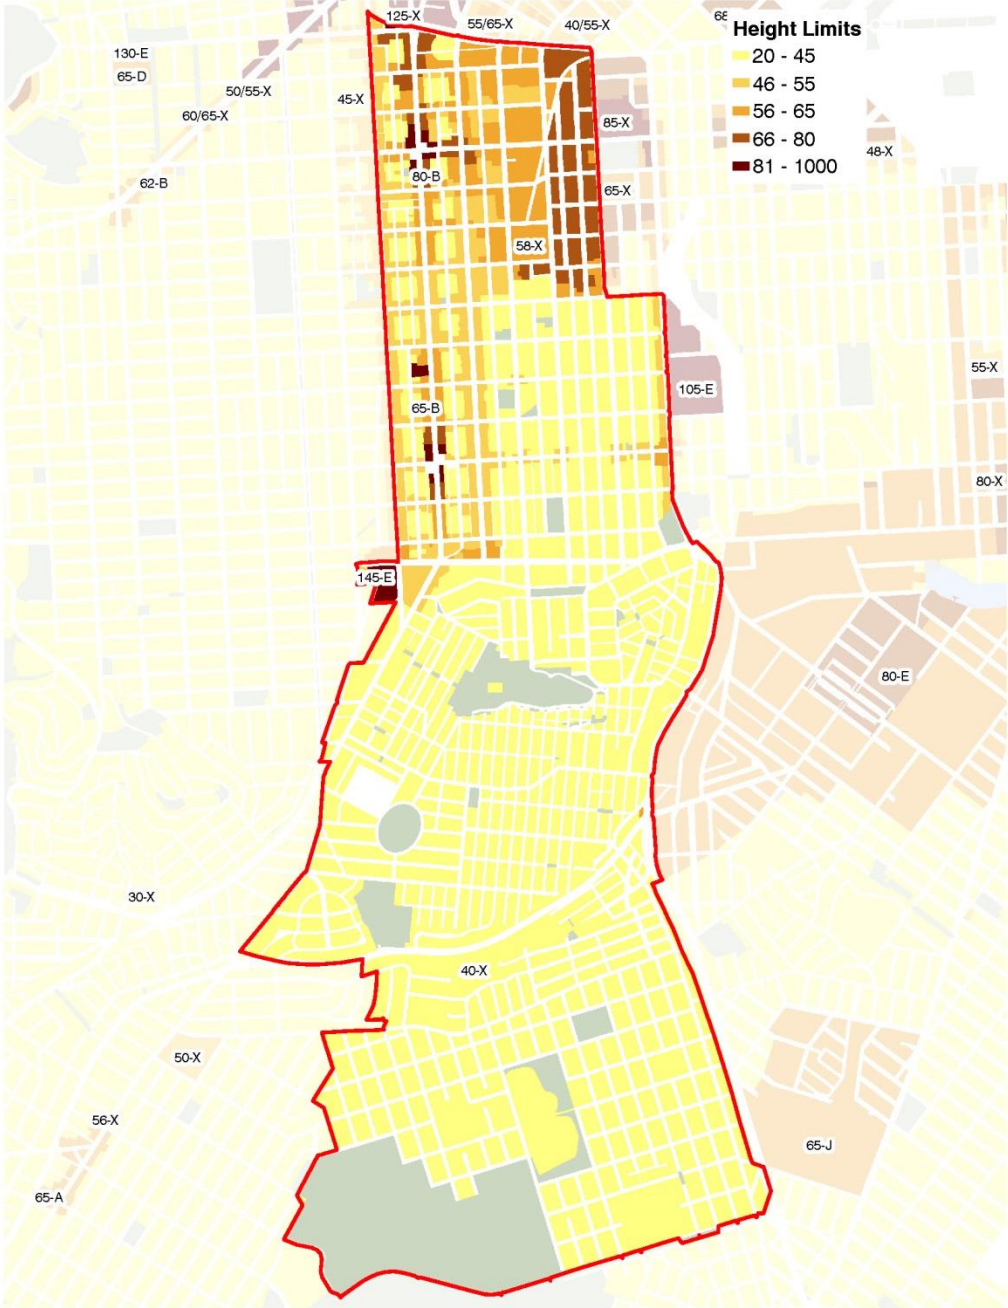 125-X
55/65-X
40/55-X
Height Limits
20 - 45
46 - 55
56 - 65
66 - 80
81 - 1000
130-E
65-D
50/55-X
45-X
60/65-X
85-X
48-X
80-B
62-B
65-X
58-X
55-X
105-E
65-B
80-X
145-E
80-E
30-X
40-X
50-X
56-X
65-J
65-A